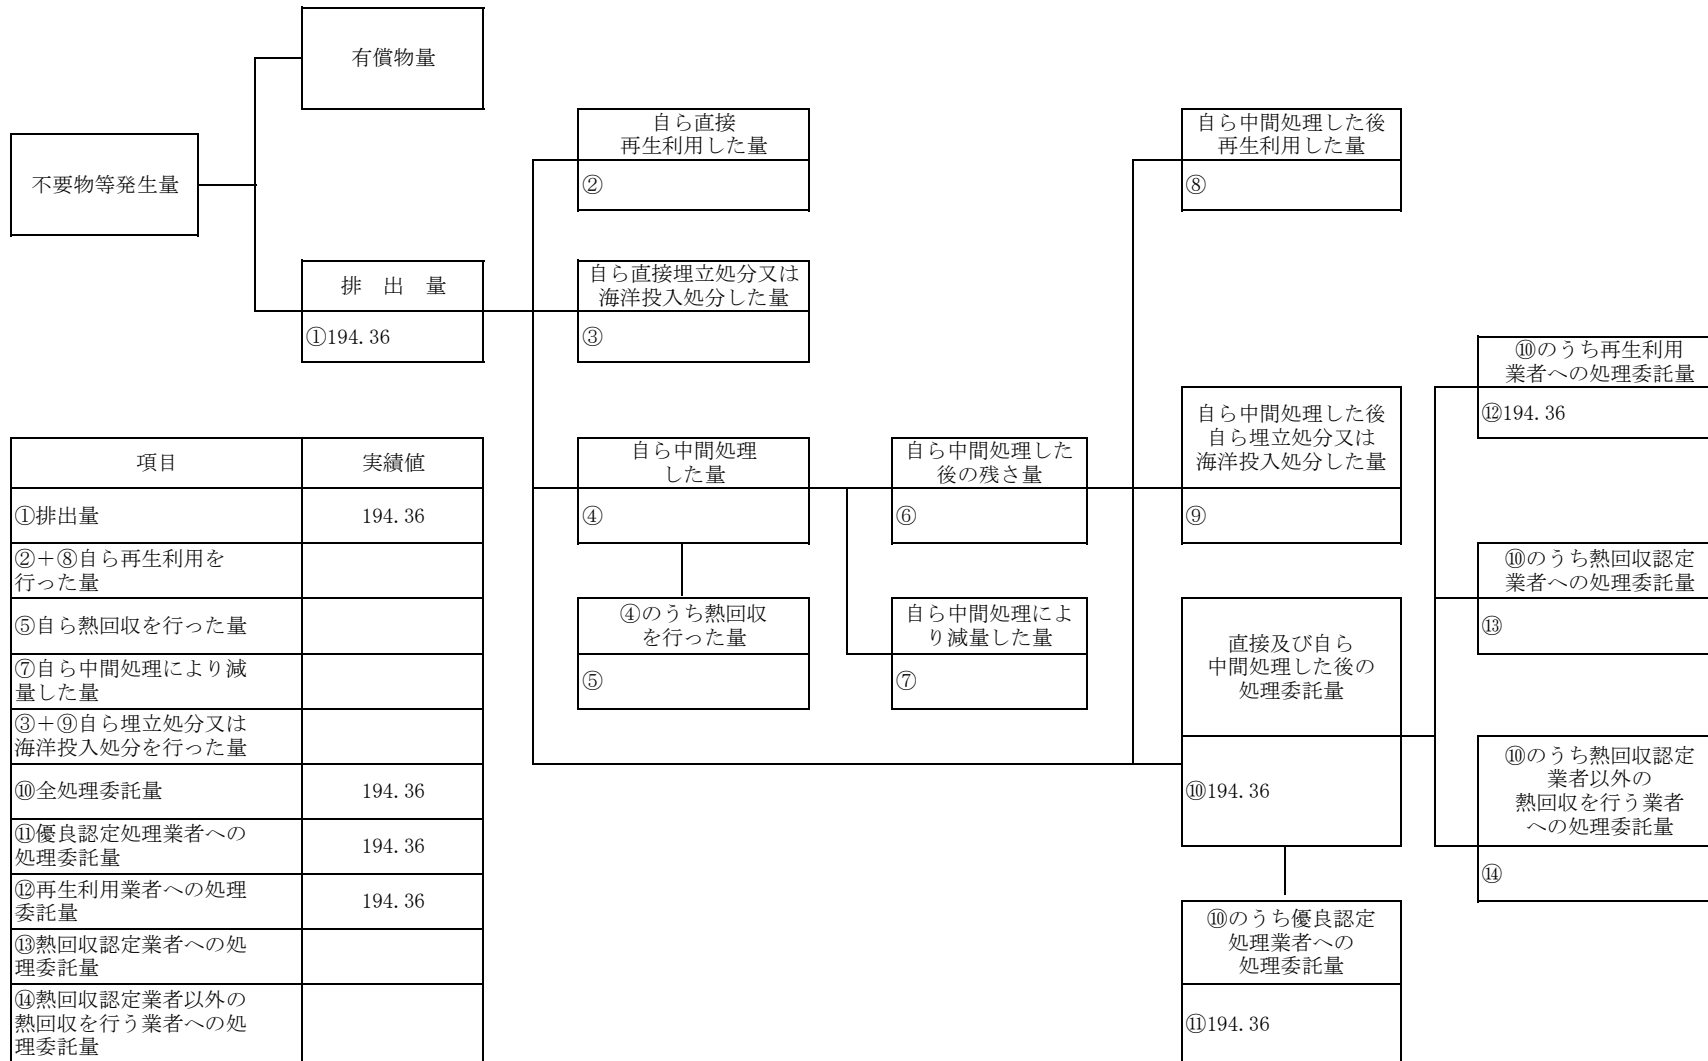 有償物量
不要物等発生量
排　出　量
①194.36
自ら直接
再生利用した量
②
自ら直接埋立処分又は
海洋投入処分した量
③
自ら中間処理
した量
④
④のうち熱回収
を行った量
⑤
自ら中間処理した
後の残さ量
⑥
自ら中間処理によ
り減量した量
⑦
自ら中間処理した後
再生利用した量
⑧
自ら中間処理した後
自ら埋立処分又は
海洋投入処分した量
⑨
直接及び自ら
中間処理した後の
処理委託量
⑩194.36
⑩のうち優良認定
処理業者への
処理委託量
⑪194.36
⑩のうち再生利用
業者への処理委託量
⑫194.36
⑩のうち熱回収認定
業者への処理委託量
⑬
⑩のうち熱回収認定
業者以外の
熱回収を行う業者
への処理委託量
⑭
項目 実績値
①排出量 194.36
②＋⑧自ら再生利用を
行った量
⑤自ら熱回収を行った量
⑦自ら中間処理により減
量した量
③＋⑨自ら埋立処分又は
海洋投入処分を行った量
⑩全処理委託量 194.36
⑪優良認定処理業者への
処理委託量 194.36
⑫再生利用業者への処理
委託量 194.36
⑬熱回収認定業者への処
理委託量
⑭熱回収認定業者以外の
熱回収を行う業者への処
理委託量